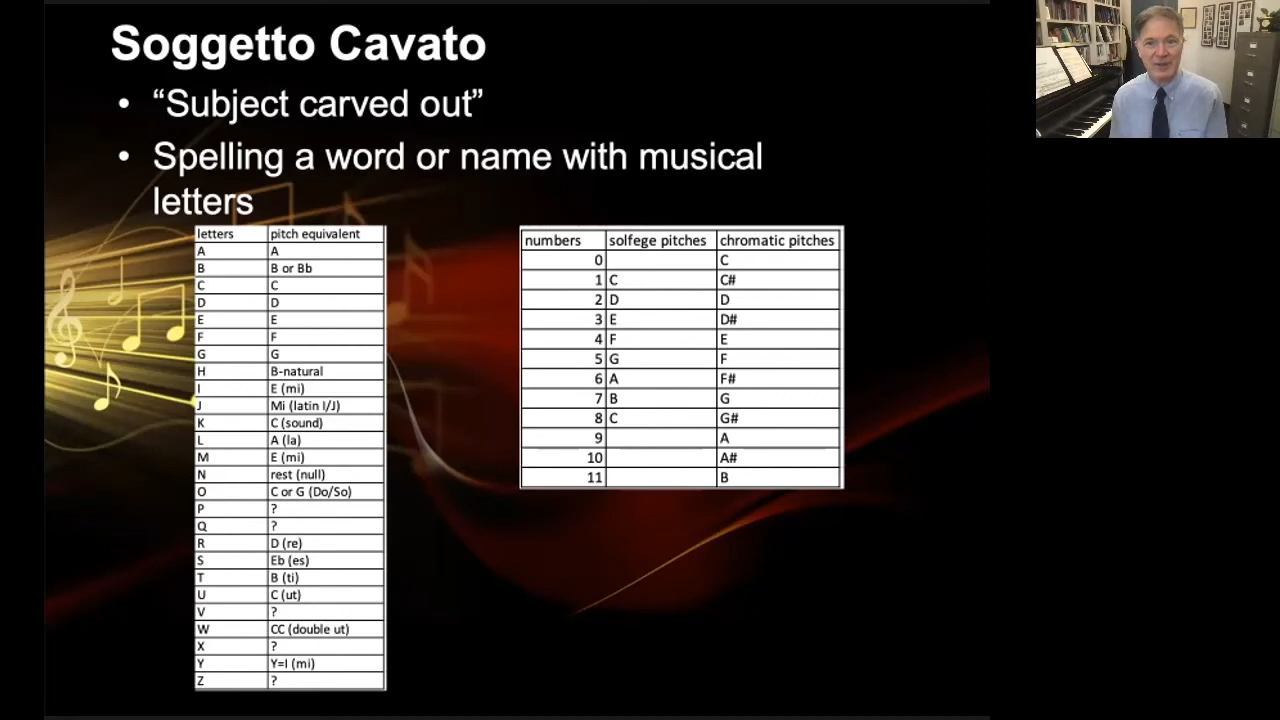 Soggetto Cavato
• “Subject carved out”
• Spelling a word or name with musical
letters
letters pitch equivalent
A A
B B or Bb
C C
D D
E E
F F
G G
H B-natural
I E (mi)
J Mi (latin I/J)
K C (sound)
L A (la)
M E (mi)
N rest (null)
O C or G (Do/So)
P ?
Q ?
R D (re)
S Eb (es)
T B (ti)
U C (ut)
V ?
W CC (double ut)
X ?
Y Y=I (mi)
Z ?
numbers solfege pitches chromatic pitches
0 C
1 C C#
2 D D
3 E D#
4 F E
5 G F
6 A F#
7 B G
8 C G#
9 A
10 A#
11 B